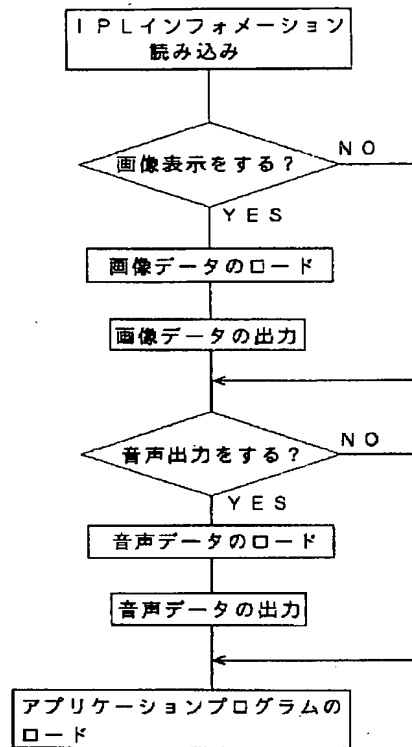 IPLインフォメーション
読み込み
画像表示をする?
NO
YES
画像データのロード
画像データの出力
音声出力をする?
NO
YES
音声データのロード
音声データの出力
アプリケーションプログラムの
ロード